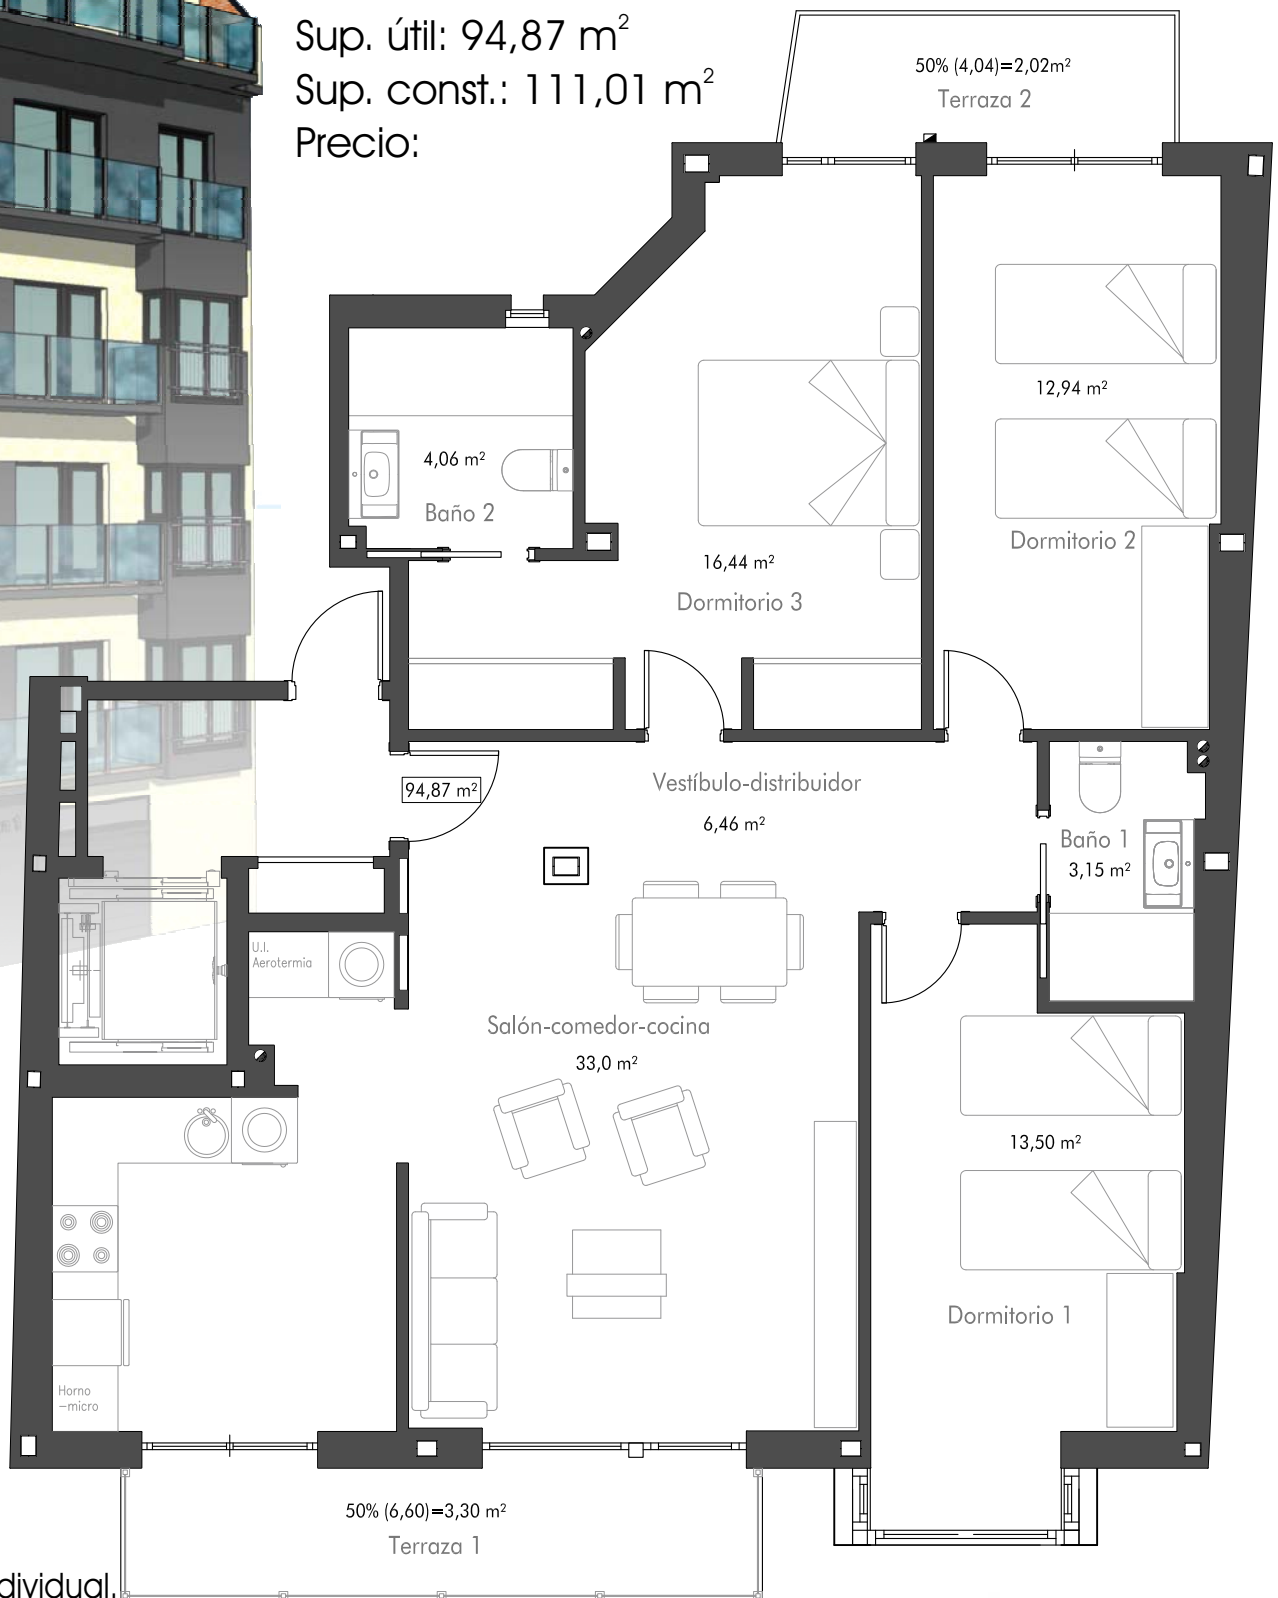 Sup. útil: 94,87 m²
Sup. const.: 111,01 m²
Precio:
50% (4,04)=2,02m²
Terraza 2
12,94 m²
Dormitorio 2
4,06 m²
Baño 2
16,44 m²
Dormitorio 3
94,87 m²
Vestíbulo-distribuidor
6,46 m²
Baño 1
3,15 m²
U.I.
Aerotermia
Salón-comedor-cocina
33,0 m²
13,50 m²
Dormitorio 1
Horno
-micro
50% (6,60)=3,30 m²
Terraza 1
dividual.